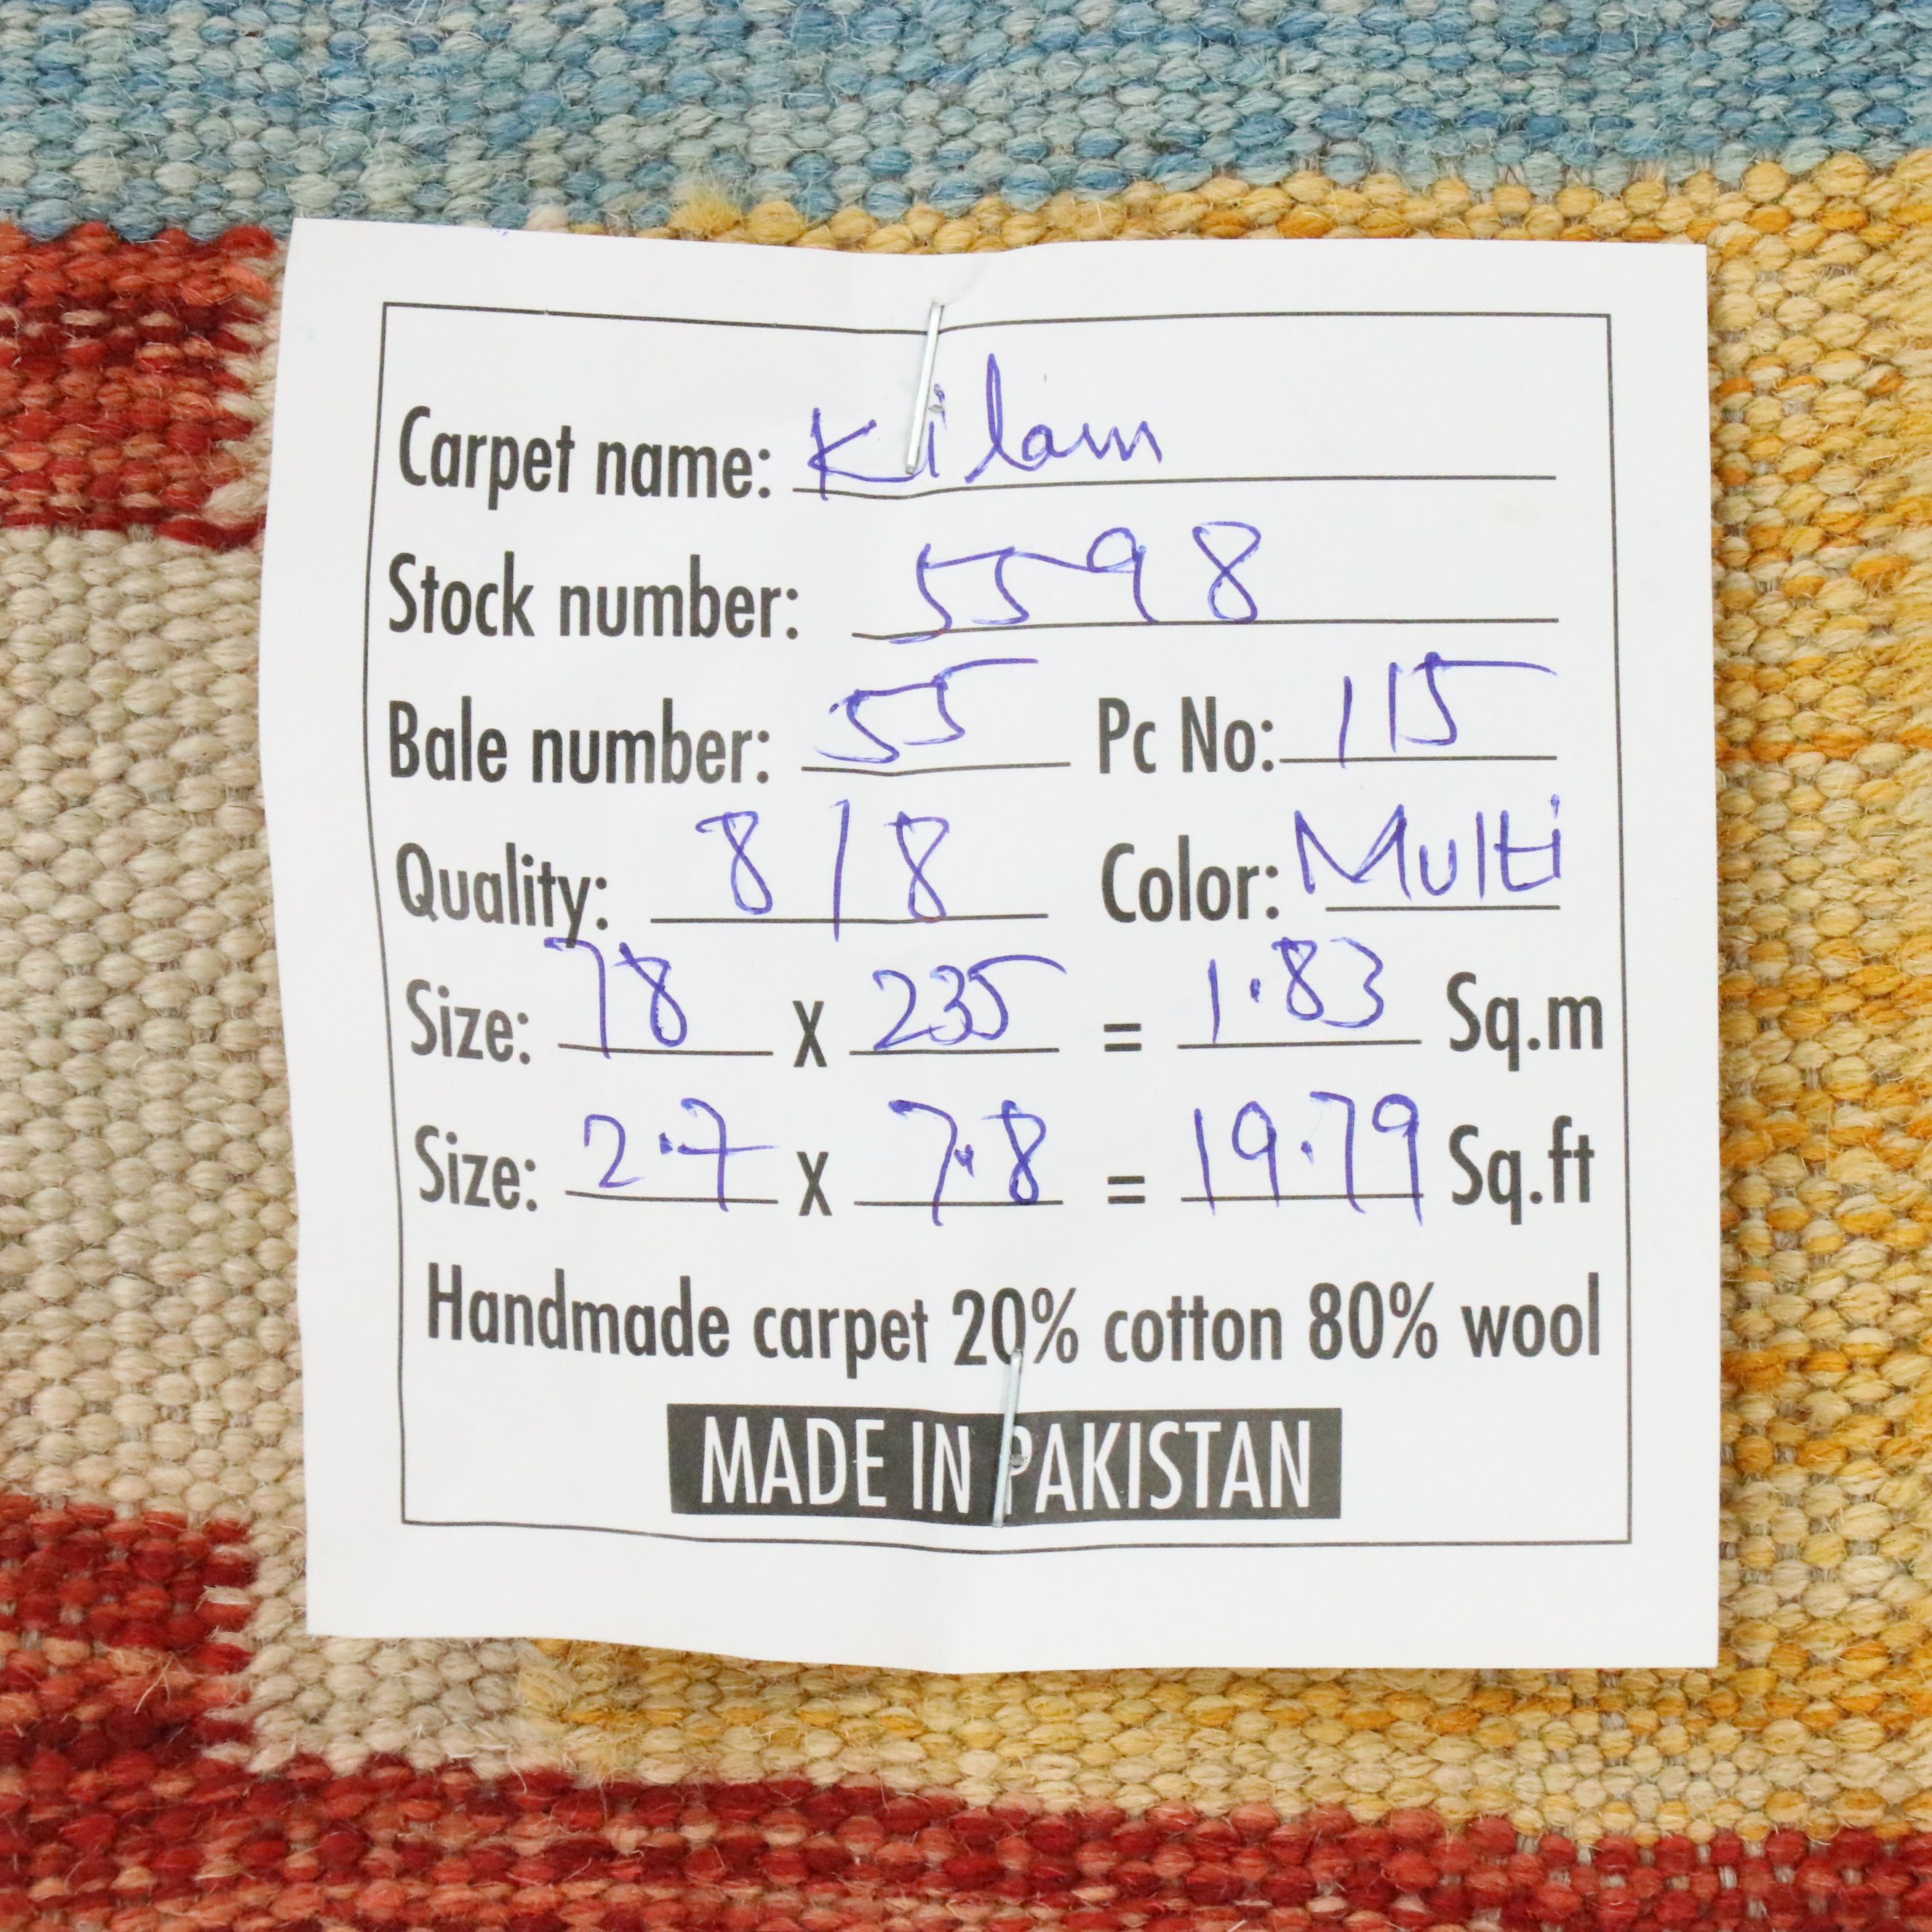 Carpet name: Kilam
Stock number: 5598
Bale number: 55 Pc No: 115
Quality: 8/8 Color: Multi
Size: 78 x 235 = 1.83 Sq.m
Size: 2.7 x 7.8 = 19.79 Sq.ft
Handmade carpet 20% cotton 80% wool
MADE IN PAKISTAN